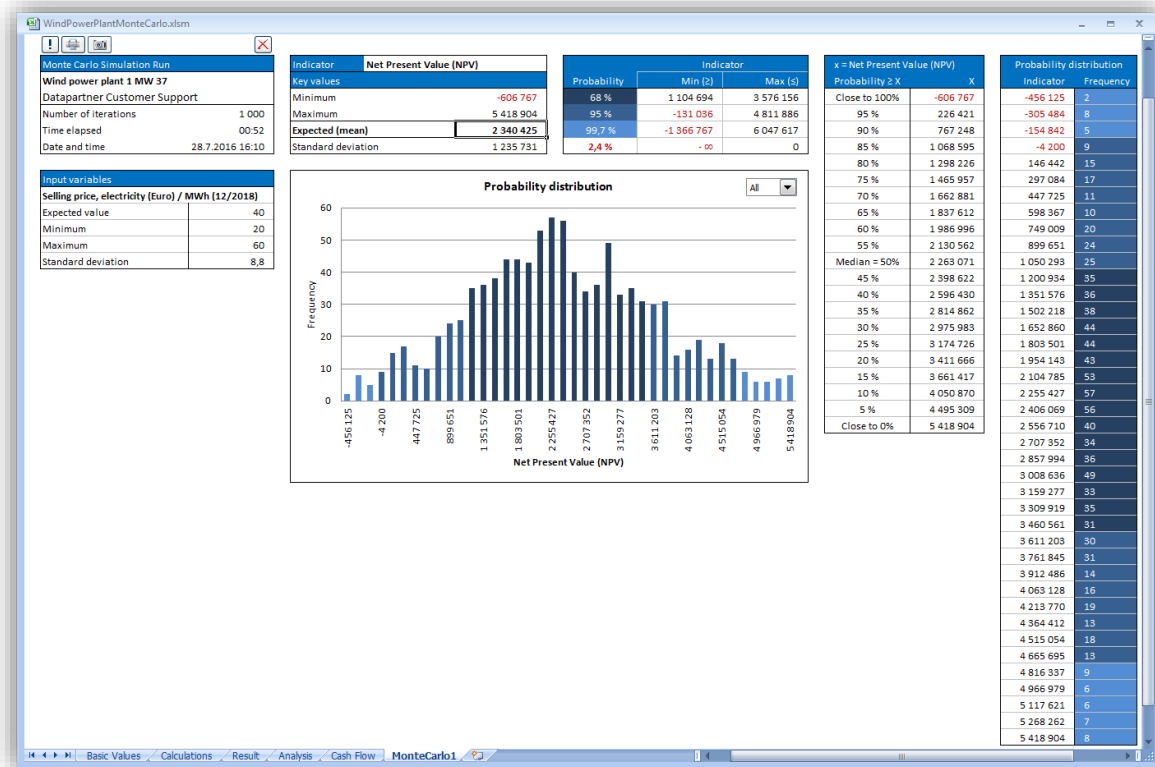 WindPowerPlantMonteCarlo.xlsm
Monte Carlo Simulation Run
Wind power plant 1 MW 37
Datapartner Customer Support
Number of iterations 1 000
Time elapsed 00:52
Date and time 28.7.2016 16:10
Input variables
Selling price, electricity (Euro) / MWh (12/2018)
Expected value 40
Minimum 20
Maximum 60
Standard deviation 8,8
Indicator Net Present Value (NPV)
Key values
Minimum -606 767
Maximum 5 418 904
Expected (mean) 2 340 425
Standard deviation 1 235 731
Indicator
Probability Min (≥) Max (≤)
68 % 1 104 694 3 576 156
95 % -131 036 4 811 886
99,7 % -1 366 767 6 047 617
2,4 % - ∞ 0
Probability distribution
All
60
50
40
30
20
10
0
Frequency
-456 125
-4 200
447 725
899 651
1 351 576
1 803 501
2 255 427
2 707 352
3 159 277
3 611 203
4 063 128
4 515 054
4 966 979
5 418 904
Net Present Value (NPV)
x = Net Present Value (NPV)
Probability ≥ X X
Close to 100% -606 767
95 % 226 421
90 % 767 248
85 % 1 068 595
80 % 1 298 226
75 % 1 465 957
70 % 1 662 881
65 % 1 837 612
60 % 1 986 996
55 % 2 130 562
Median = 50% 2 263 071
45 % 2 398 622
40 % 2 596 430
35 % 2 814 862
30 % 2 975 983
25 % 3 174 726
20 % 3 411 666
15 % 3 661 417
10 % 4 050 870
5 % 4 495 309
Close to 0% 5 418 904
Probability distribution
Indicator Frequency
-456 125 2
-305 484 8
-154 842 5
-4 200 9
146 442 15
297 084 17
447 725 11
598 367 10
749 009 20
899 651 24
1 050 293 25
1 200 934 35
1 351 576 36
1 502 218 38
1 652 860 44
1 803 501 44
1 954 143 43
2 104 785 53
2 255 427 57
2 406 069 56
2 556 710 40
2 707 352 34
2 857 994 36
3 008 636 49
3 159 277 33
3 309 919 35
3 460 561 31
3 611 203 30
3 761 845 31
3 912 486 14
4 063 128 16
4 213 770 19
4 364 412 13
4 515 054 18
4 665 695 13
4 816 337 9
4 966 979 6
5 117 621 6
5 268 262 7
5 418 904 8
Basic Values Calculations Result Analysis Cash Flow MonteCarlo1